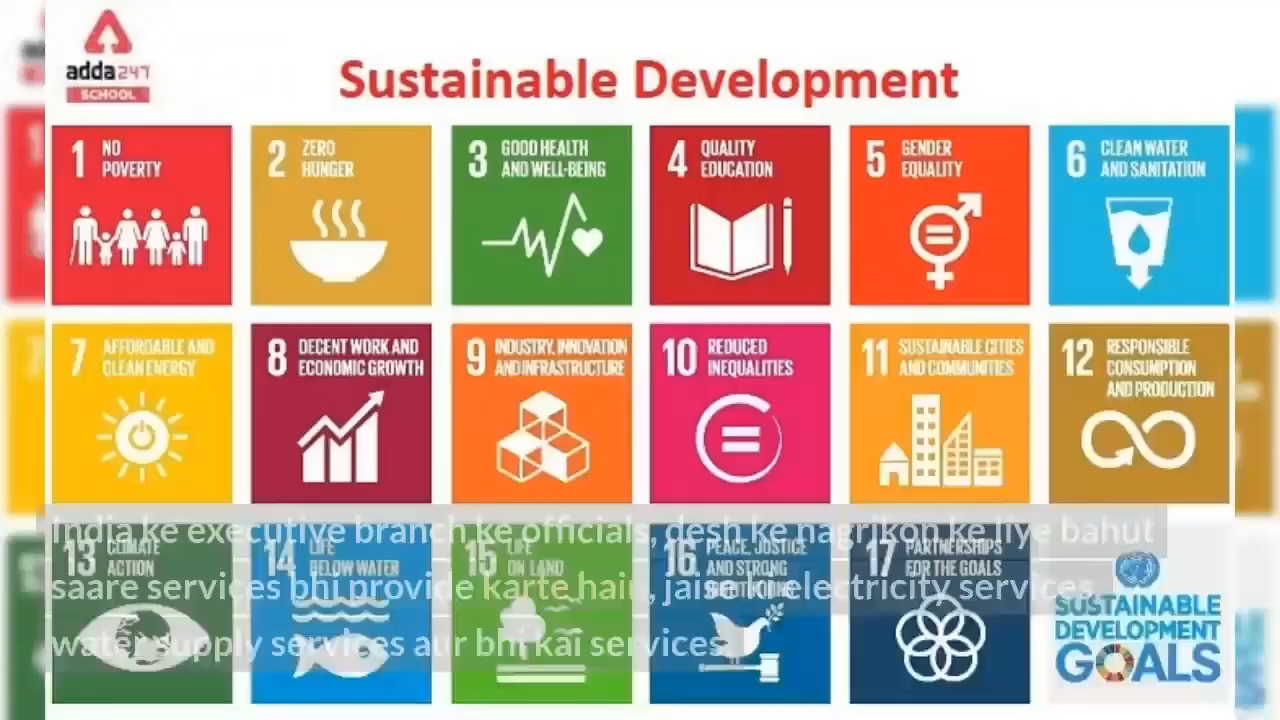 adda247
SCHOOL
Sustainable Development
1 NO
POVERTY
2 ZERO
HUNGER
3 GOOD HEALTH
AND WELL-BEING
4 QUALITY
EDUCATION
5 GENDER
EQUALITY
6 CLEAN WATER
AND SANITATION
7 AFFORDABLE AND
CLEAN ENERGY
8 DECENT WORK AND
ECONOMIC GROWTH
9 INDUSTRY, INNOVATION
AND INFRASTRUCTURE
10 REDUCED
INEQUALITIES
11 SUSTAINABLE CITIES
AND COMMUNITIES
12 RESPONSIBLE
CONSUMPTION
AND PRODUCTION
13 CLIMATE
ACTION
14 LIFE
BELOW WATER
15 LIFE
ON LAND
16 PEACE, JUSTICE
AND STRONG
17 PARTNERSHIPS
FOR THE GOALS
SUSTAINABLE
DEVELOPMENT
GOALS
India ke executive branch ke officials, desh ke nagrikon ke liye bahut
saare services bhi provide karte hain, jaise ki electricity services,
water supply services aur bhi kai services.